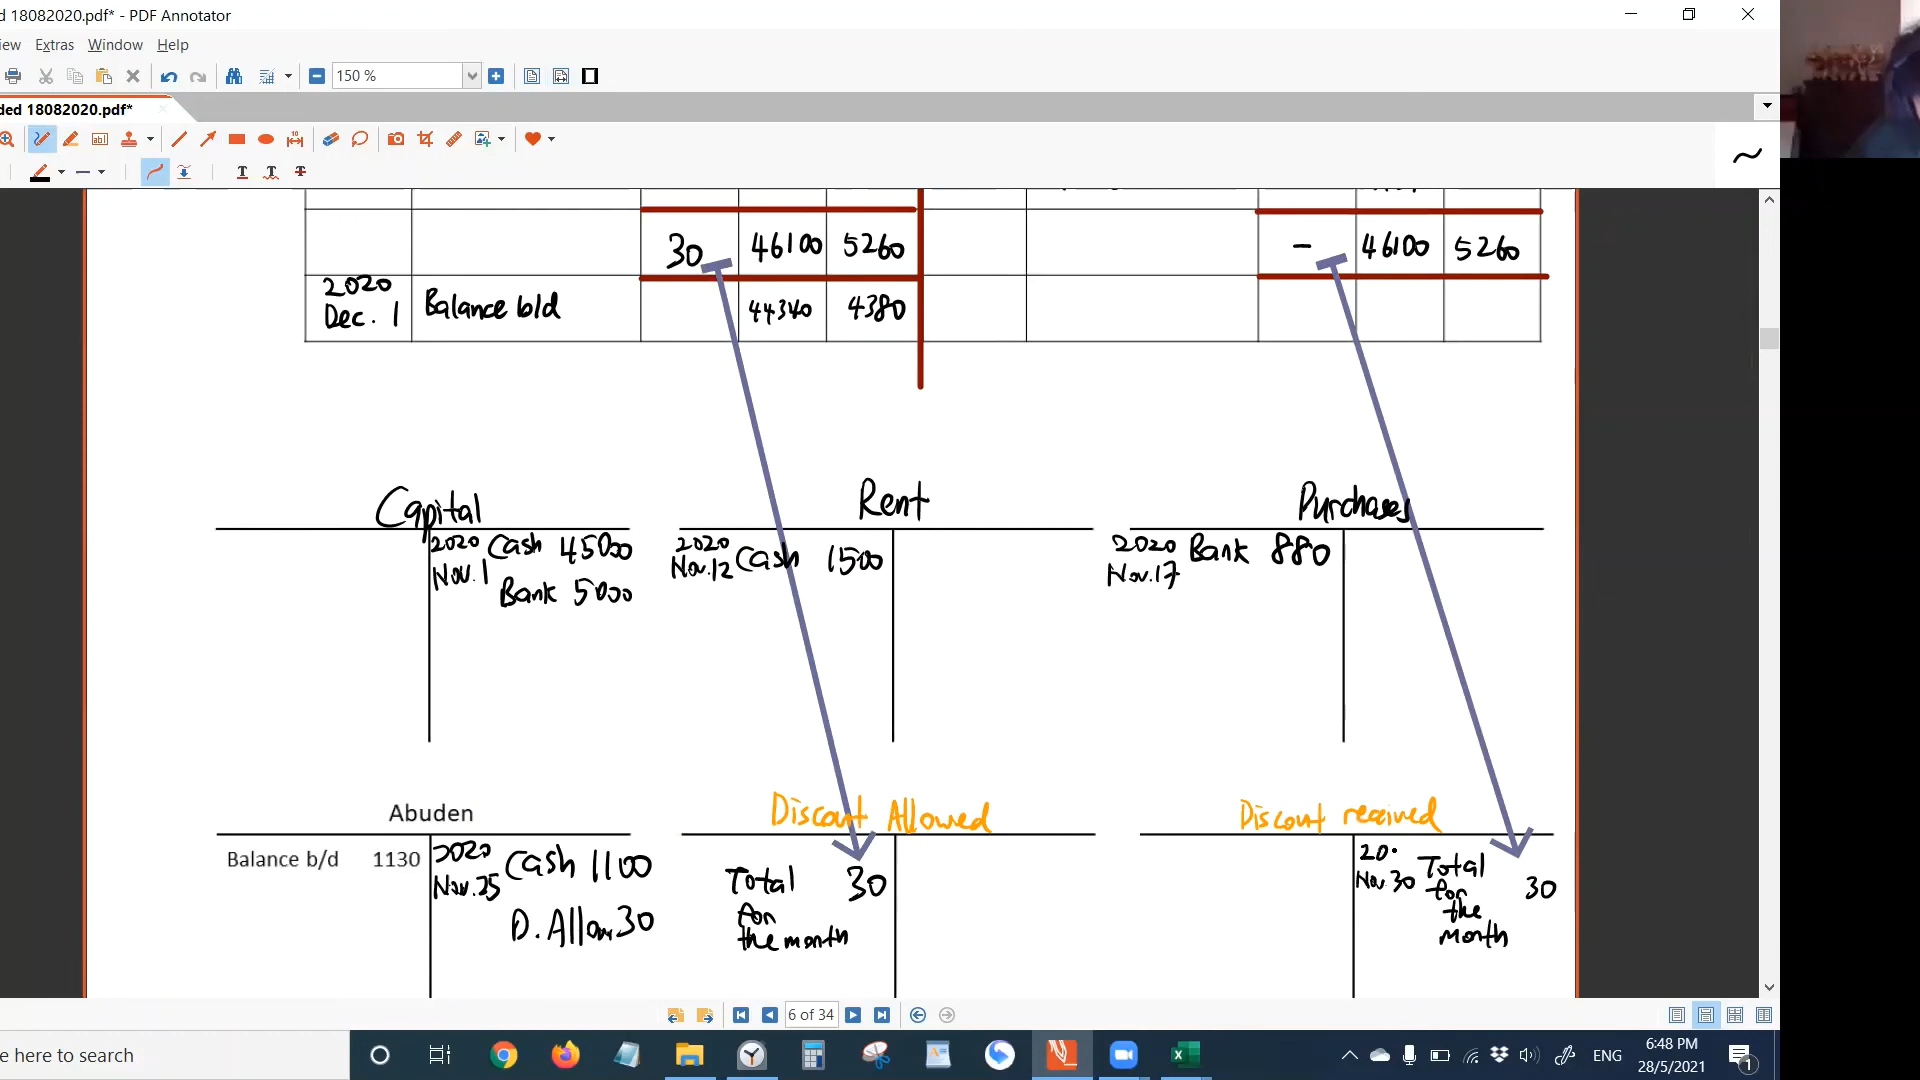 d 18082020.pdf* - PDF Annotator
iew Extras Window Help
150 %
ded 18082020.pdf*
30 46100 5260 - 46100 5260
2020
Dec. 1 Balance b/d 44340 4380
Capital Rent Purchases
2020 Cash 45000
Nov. 1
Bank 5000
2020
Nov. 12 Cash 1500
2020 Bank 880
Nov. 17
Abuden Discount Allowed Discount received
Balance b/d 1130
2020
Nov. 25 Cash 1100
D. Allow 30
Total 30
for
the month
20
Nov. 30 Total 30
for
the
month
6 of 34
e here to search
ENG
6:48 PM
28/5/2021
1